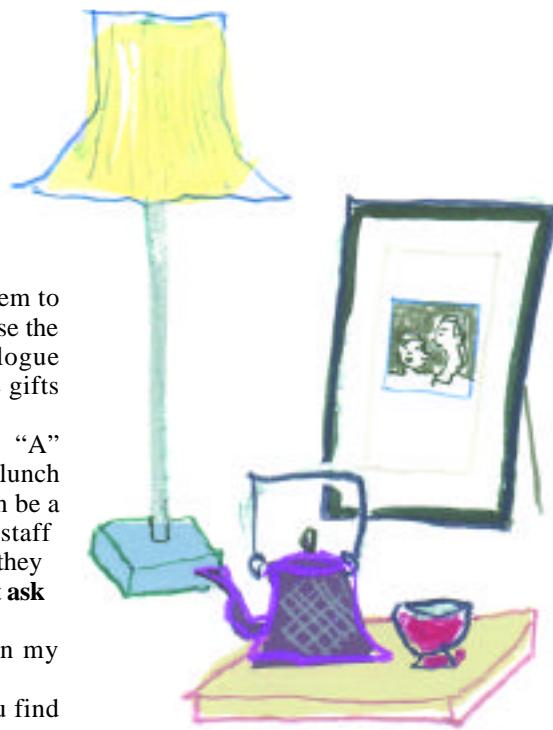 em to
se the
logue
gifts
“A”
lunch
n be a
staff
they
ask
n my
u find